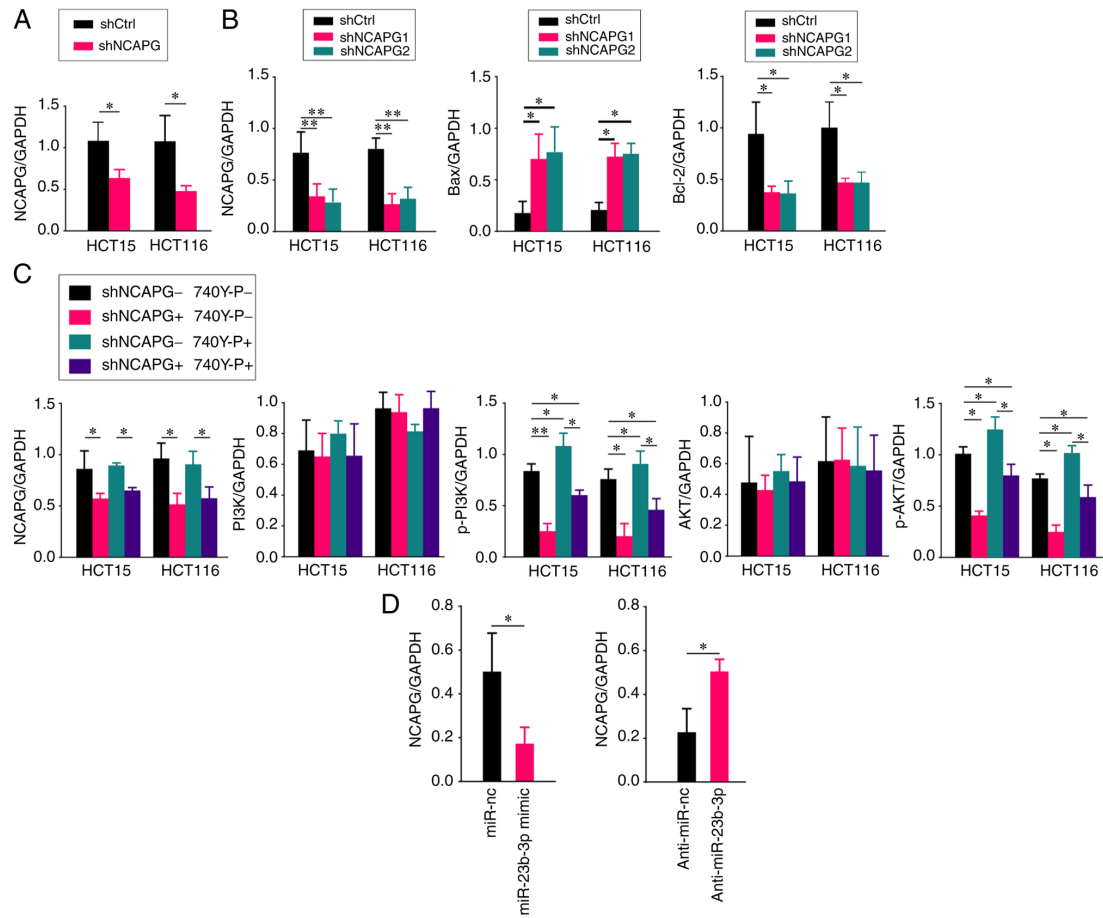 A
shCtrl
shNCAPG
NCAPG/GAPDH
1.5
1.0
0.5
0
*
*
HCT15 HCT116
B
shCtrl
shNCAPG1
shNCAPG2
NCAPG/GAPDH
1.5
1.0
0.5
0.0
**
**
**
**
HCT15 HCT116
shCtrl
shNCAPG1
shNCAPG2
Bax/GAPDH
1.5
1.0
0.5
0.0
*
*
*
*
HCT15 HCT116
shCtrl
shNCAPG1
shNCAPG2
Bcl-2/GAPDH
1.5
1.0
0.5
0.0
*
*
*
*
HCT15 HCT116
C
shNCAPG– 740Y-P–
shNCAPG+ 740Y-P–
shNCAPG– 740Y-P+
shNCAPG+ 740Y-P+
NCAPG/GAPDH
1.5
1.0
0.5
0.0
* * * *
HCT15 HCT116
PI3K/GAPDH
1.0
0.8
0.6
0.4
0.2
0.0
HCT15 HCT116
p-PI3K/GAPDH
1.5
1.0
0.5
0.0
*
*
** *
*
*
* *
HCT15 HCT116
AKT/GAPDH
1.0
0.8
0.6
0.4
0.2
0.0
HCT15 HCT116
p-AKT/GAPDH
1.5
1.0
0.5
0.0
*
*
* *
*
*
* *
HCT15 HCT116
D
NCAPG/GAPDH
0.8
0.6
0.4
0.2
0.0
*
miR-nc
miR-23b-3p mimic
NCAPG/GAPDH
0.8
0.6
0.4
0.2
0.0
*
Anti-miR-nc
Anti-miR-23b-3p